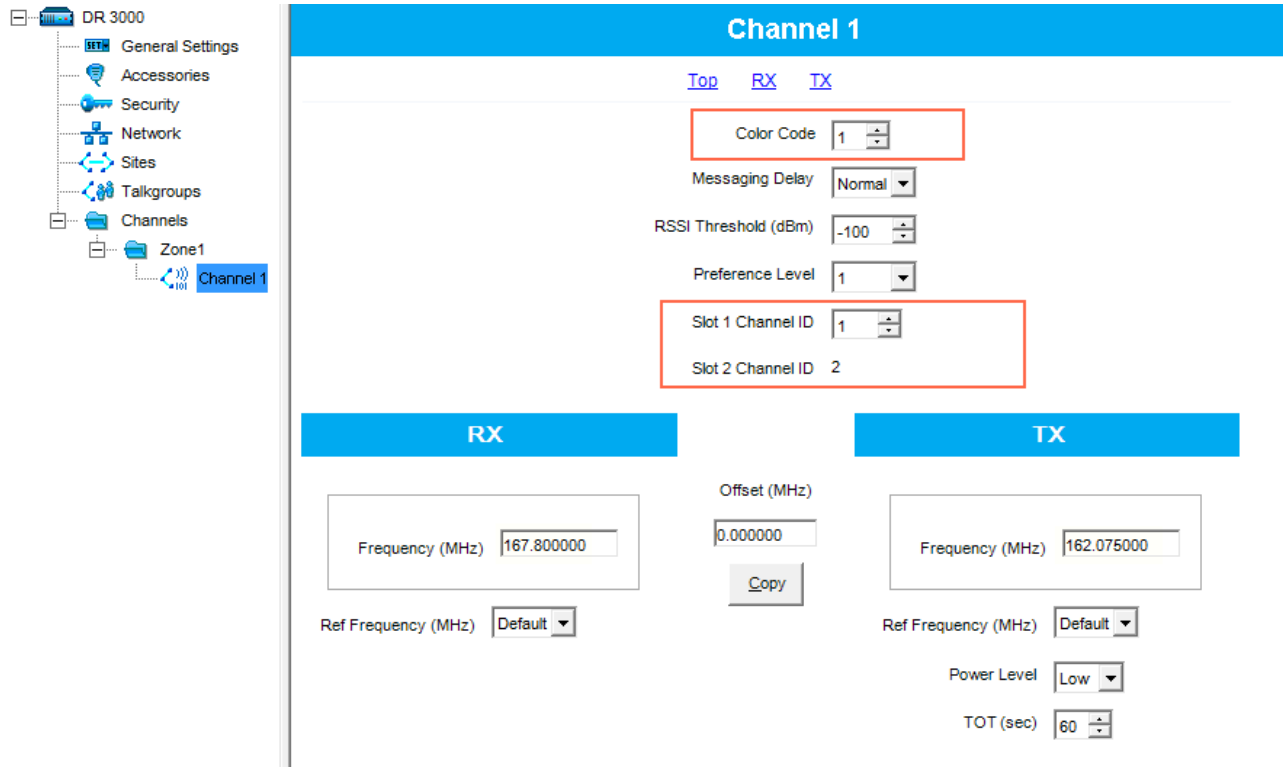 DR 3000
SET
General Settings
Accessories
Security
Network
Sites
Talkgroups
Channels
Zone1
Channel 1
Channel 1
Top RX TX
Color Code 1
Messaging Delay Normal
RSSI Threshold (dBm) -100
Preference Level 1
Slot 1 Channel ID 1
Slot 2 Channel ID 2
RX
Frequency (MHz) 167.800000
Ref Frequency (MHz) Default
Offset (MHz)
0.000000
Copy
TX
Frequency (MHz) 162.075000
Ref Frequency (MHz) Default
Power Level Low
TOT (sec) 60